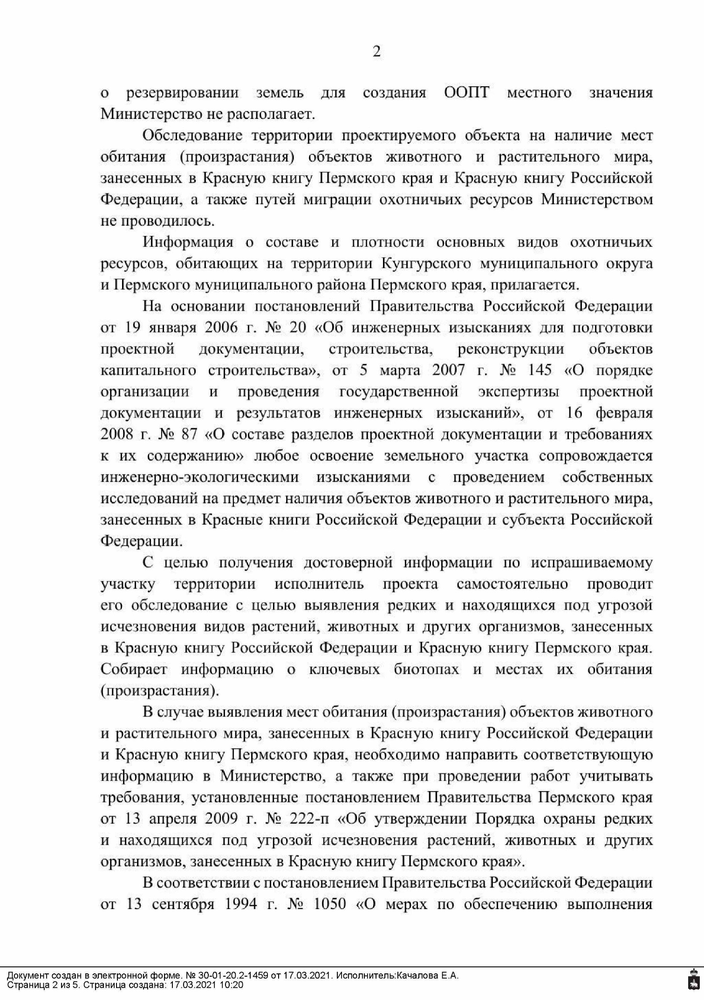 2
о резервировании земель для создания ООПТ местного значения
Министерство не располагает.
Обследование территории проектируемого объекта на наличие мест
обитания (произрастания) объектов животного и растительного мира,
занесенных в Красную книгу Пермского края и Красную книгу Российской
Федерации, а также путей миграции охотничьих ресурсов Министерством
не проводилось.
Информация о составе и плотности основных видов охотничьих
ресурсов, обитающих на территории Кунгурского муниципального округа
и Пермского муниципального района Пермского края, прилагается.
На основании постановлений Правительства Российской Федерации
от 19 января 2006 г. № 20 «Об инженерных изысканиях для подготовки
проектной документации, строительства, реконструкции объектов
капитального строительства», от 5 марта 2007 г. № 145 «О порядке
организации и проведения государственной экспертизы проектной
документации и результатов инженерных изысканий», от 16 февраля
2008 г. № 87 «О составе разделов проектной документации и требованиях
к их содержанию» любое освоение земельного участка сопровождается
инженерно-экологическими изысканиями с проведением собственных
исследований на предмет наличия объектов животного и растительного мира,
занесенных в Красные книги Российской Федерации и субъекта Российской
Федерации.
С целью получения достоверной информации по испрашиваемому
участку территории исполнитель проекта самостоятельно проводит
его обследование с целью выявления редких и находящихся под угрозой
исчезновения видов растений, животных и других организмов, занесенных
в Красную книгу Российской Федерации и Красную книгу Пермского края.
Собирает информацию о ключевых биотопах и местах их обитания
(произрастания).
В случае выявления мест обитания (произрастания) объектов животного
и растительного мира, занесенных в Красную книгу Российской Федерации
и Красную книгу Пермского края, необходимо направить соответствующую
информацию в Министерство, а также при проведении работ учитывать
требования, установленные постановлением Правительства Пермского края
от 13 апреля 2009 г. № 222-п «Об утверждении Порядка охраны редких
и находящихся под угрозой исчезновения растений, животных и других
организмов, занесенных в Красную книгу Пермского края».
В соответствии с постановлением Правительства Российской Федерации
от 13 сентября 1994 г. № 1050 «О мерах по обеспечению выполнения
Документ создан в электронной форме. № 30-01-20.2-1459 от 17.03.2021. Исполнитель:Качалова Е.А.
Страница 2 из 5. Страница создана: 17.03.2021 10:20